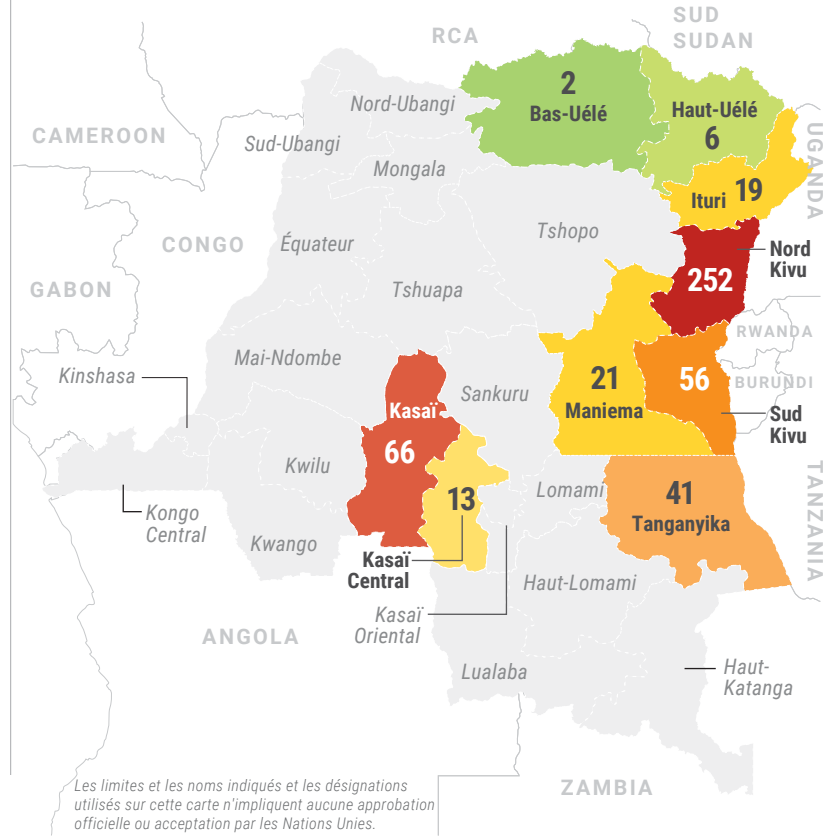 RCA
SUD
SUDAN
2
Bas-Uélé
Haut-Uélé
6
Nord-Ubangi
CAMEROON
Sud-Ubangi
Mongala
UGANDA
Ituri 19
CONGO
Équateur
Tshopo
Nord
Kivu
252
GABON
Tshuapa
RWANDA
Mai-Ndombe
Kinshasa
21
Maniema
56
BURUNDI
Sankuru
Kasaï
66
Sud
Kivu
Kwilu
13
Lomami
41
Tanganyika
TANZANIA
Kongo
Central
Kwango
Kasaï
Central
Haut-Lomami
Kasaï
Oriental
ANGOLA
Lualaba
Haut-
Katanga
ZAMBIA
Les limites et les noms indiqués et les désignations
utilisés sur cette carte n'impliquent aucune approbation
officielle ou acceptation par les Nations Unies.